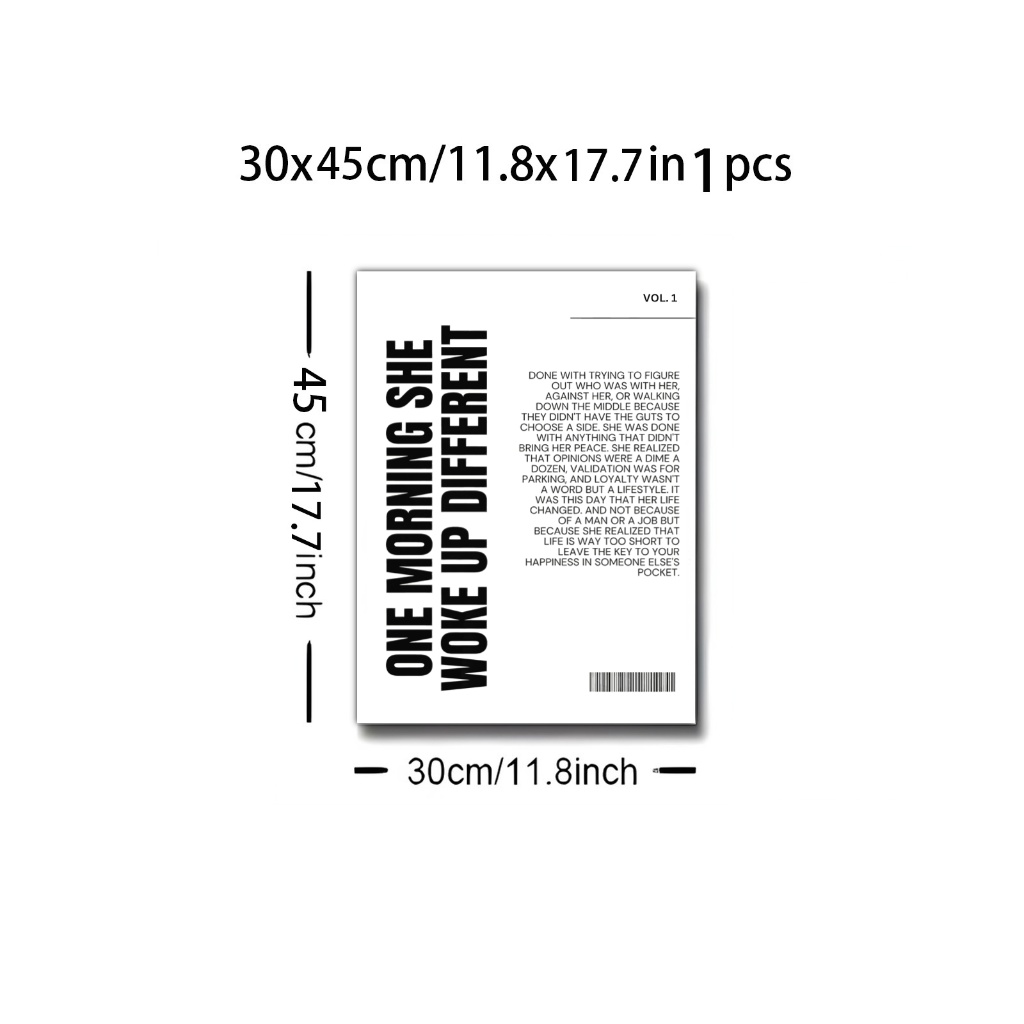 30x45cm/11.8x17.7in 1 pcs
45 cm/17.7inch
ONE MORNING SHE
WOKE UP DIFFERENT
VOL. 1
DONE WITH TRYING TO FIGURE
OUT WHO WAS WITH HER,
AGAINST HER, OR WALKING
DOWN THE MIDDLE BECAUSE
THEY DIDN'T HAVE THE GUTS TO
CHOOSE A SIDE. SHE WAS DONE
WITH ANYTHING THAT DIDN'T
BRING HER PEACE. SHE REALIZED
THAT OPINIONS WERE A DIME A
DOZEN, VALIDATION WAS FOR
PARKING, AND LOYALTY WASN'T
A WORD BUT A LIFESTYLE. IT
WAS THIS DAY THAT HER LIFE
CHANGED. AND NOT BECAUSE
OF A MAN OR A JOB BUT
BECAUSE SHE REALIZED THAT
LIFE IS WAY TOO SHORT TO
LEAVE THE KEY TO YOUR
HAPPINESS IN SOMEONE ELSE'S
POCKET.
30cm/11.8inch